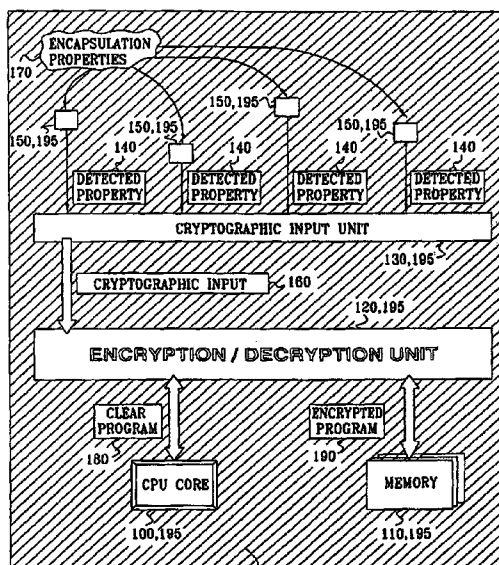 ENCAPSULATION
PROPERTIES
170
150,195
150,195
150,195
150,195
140
140
140
140
DETECTED
PROPERTY
DETECTED
PROPERTY
DETECTED
PROPERTY
DETECTED
PROPERTY
CRYPTOGRAPHIC INPUT UNIT
130,195
CRYPTOGRAPHIC INPUT
160
120,195
ENCRYPTION / DECRYPTION UNIT
CLEAR
PROGRAM
180
ENCRYPTED
PROGRAM
190
CPU CORE
MEMORY
100,195
110,195